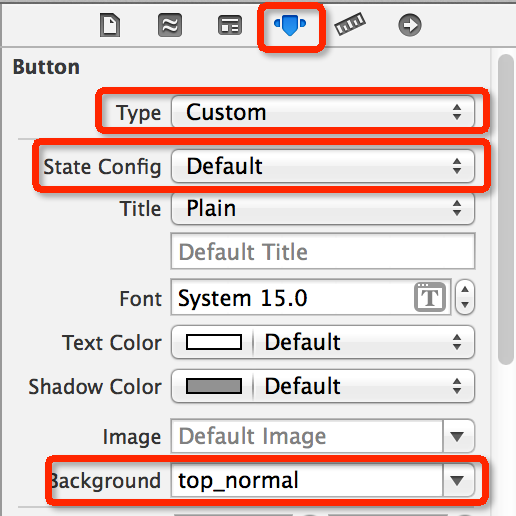 Button
Type Custom
State Config Default
Title Plain
Default Title
Font System 15.0 T
Text Color Default
Shadow Color Default
Image Default Image
Background top_normal